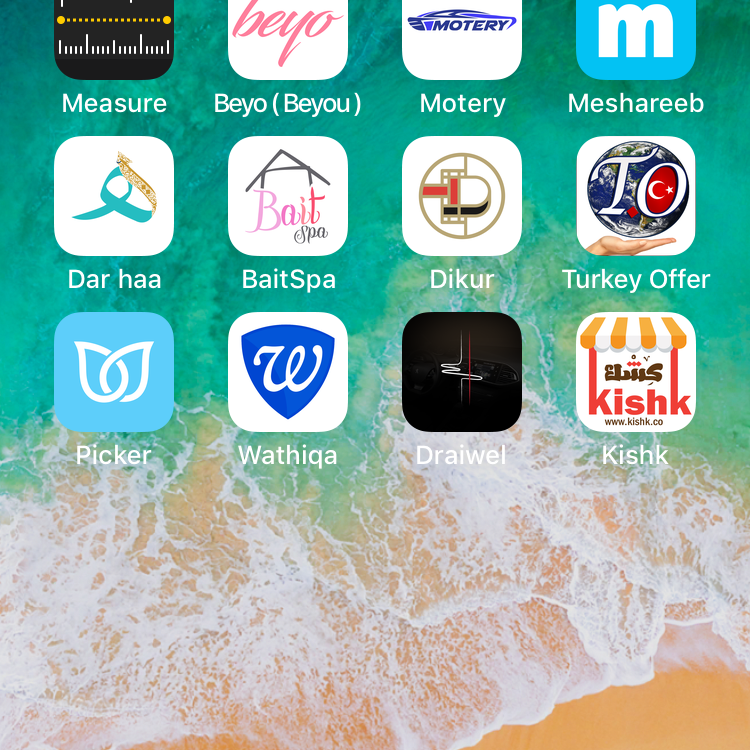 beyo
MOTERY
m
Measure
Beyo ( Beyou )
Motery
Meshareeb
Bait
Spa
T.O
Dar haa
BaitSpa
Dikur
Turkey Offer
W
كشك
Kishk
www.kishk.co
Picker
Wathiqa
Draiwel
Kishk